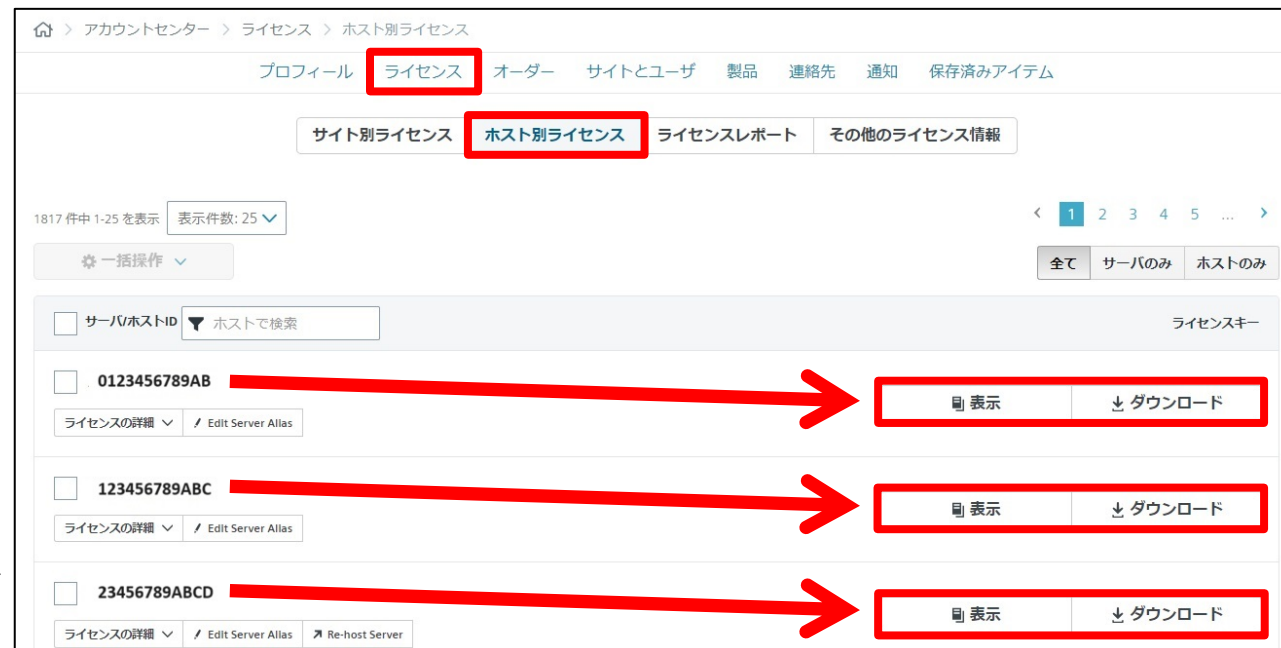 アカウントセンター > ライセンス > ホスト別ライセンス
プロフィール ライセンス オーダー サイトとユーザ 製品 連絡先 通知 保存済みアイテム
サイト別ライセンス ホスト別ライセンス ライセンスレポート その他のライセンス情報
1817 件中 1-25 を表示 表示件数: 25
< 1 2 3 4 5 ... >
一括操作
全て サーバのみ ホストのみ
サーバ/ホストID ホストで検索 ライセンスキー
0123456789AB
表示 ダウンロード
ライセンスの詳細 Edit Server Alias
123456789ABC
表示 ダウンロード
ライセンスの詳細 Edit Server Alias
23456789ABCD
表示 ダウンロード
ライセンスの詳細 Edit Server Alias Re-host Server